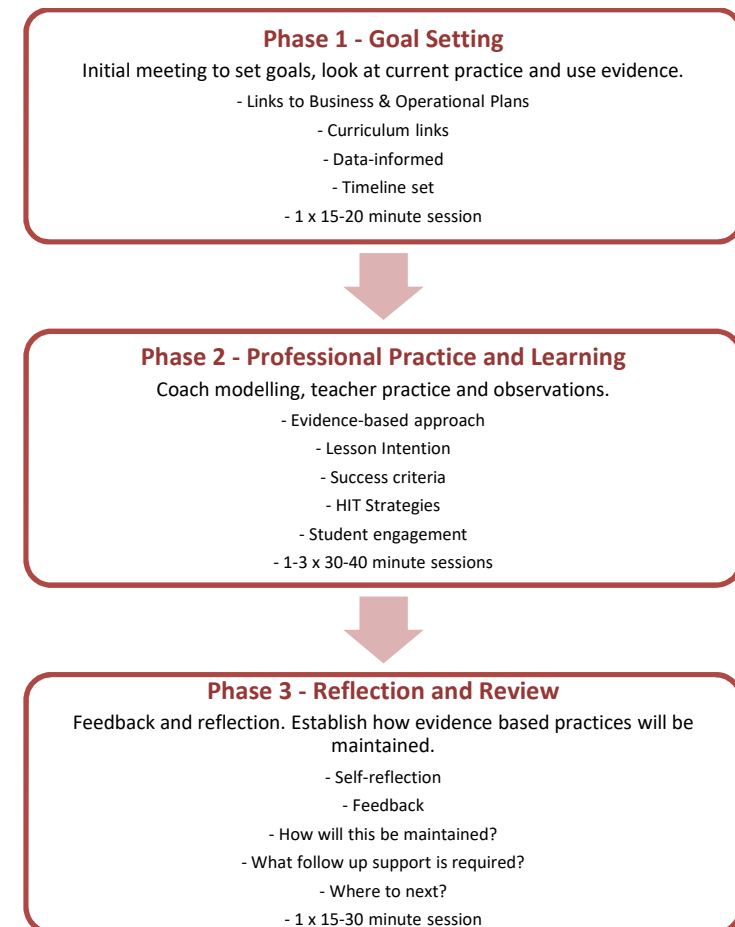 Phase 1 - Goal Setting
Initial meeting to set goals, look at current practice and use evidence.
- Links to Business & Operational Plans
- Curriculum links
- Data-informed
- Timeline set
- 1 x 15-20 minute session
Phase 2 - Professional Practice and Learning
Coach modelling, teacher practice and observations.
- Evidence-based approach
- Lesson Intention
- Success criteria
- HIT Strategies
- Student engagement
- 1-3 x 30-40 minute sessions
Phase 3 - Reflection and Review
Feedback and reflection. Establish how evidence based practices will be
maintained.
- Self-reflection
- Feedback
- How will this be maintained?
- What follow up support is required?
- Where to next?
- 1 x 15-30 minute session